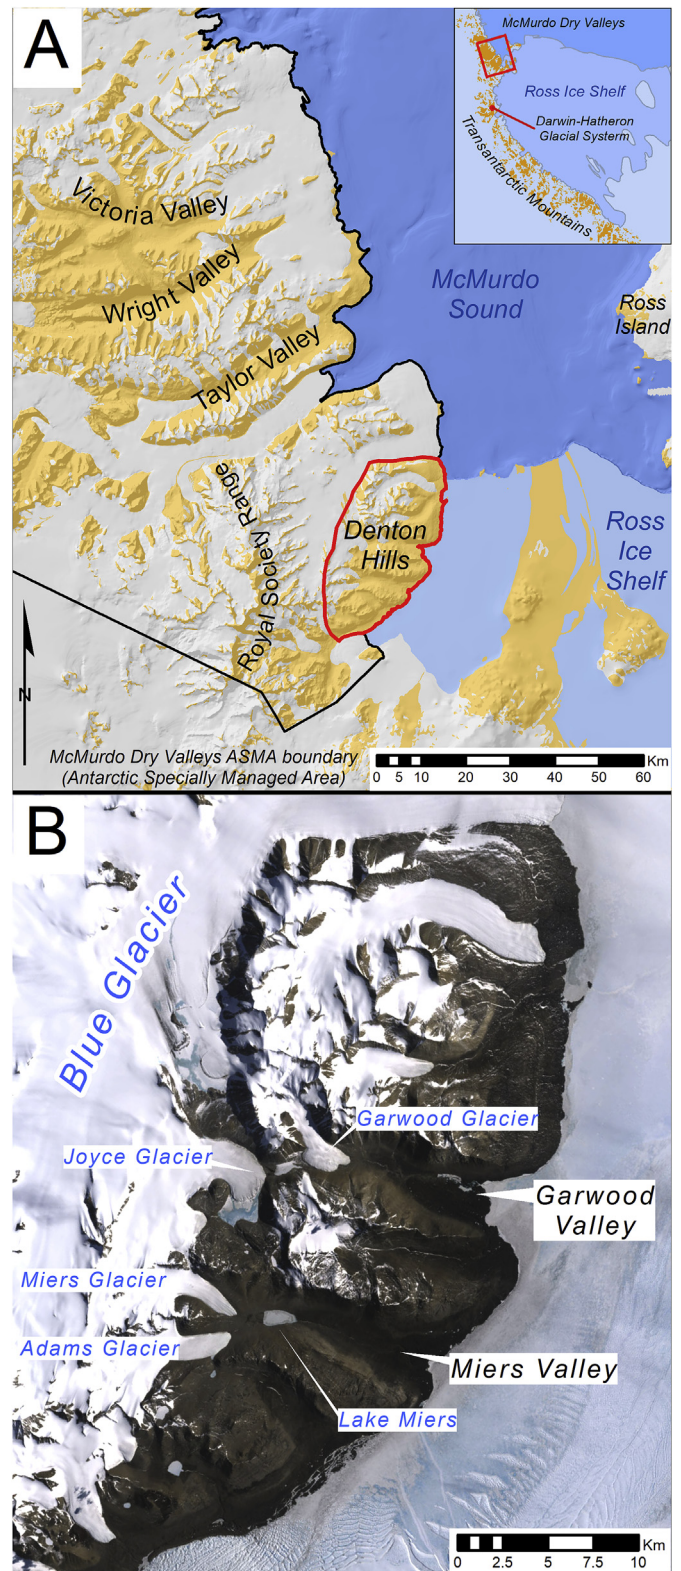 A
McMurdo Dry Valleys
Ross Ice Shelf
Darwin-Hatheron
Glacial Systerm
Transantarctic Mountains
Victoria Valley
Wright Valley
McMurdo
Sound
Ross
Island
Taylor Valley
Royal Society Range
Denton
Hills
Ross
Ice
Shelf
N
McMurdo Dry Valleys ASMA boundary
(Antarctic Specially Managed Area)
Km
0 5 10 20 30 40 50 60
B
Blue Glacier
Garwood Glacier
Joyce Glacier
Garwood
Valley
Miers Glacier
Adams Glacier
Miers Valley
Lake Miers
Km
0 2.5 5 7.5 10